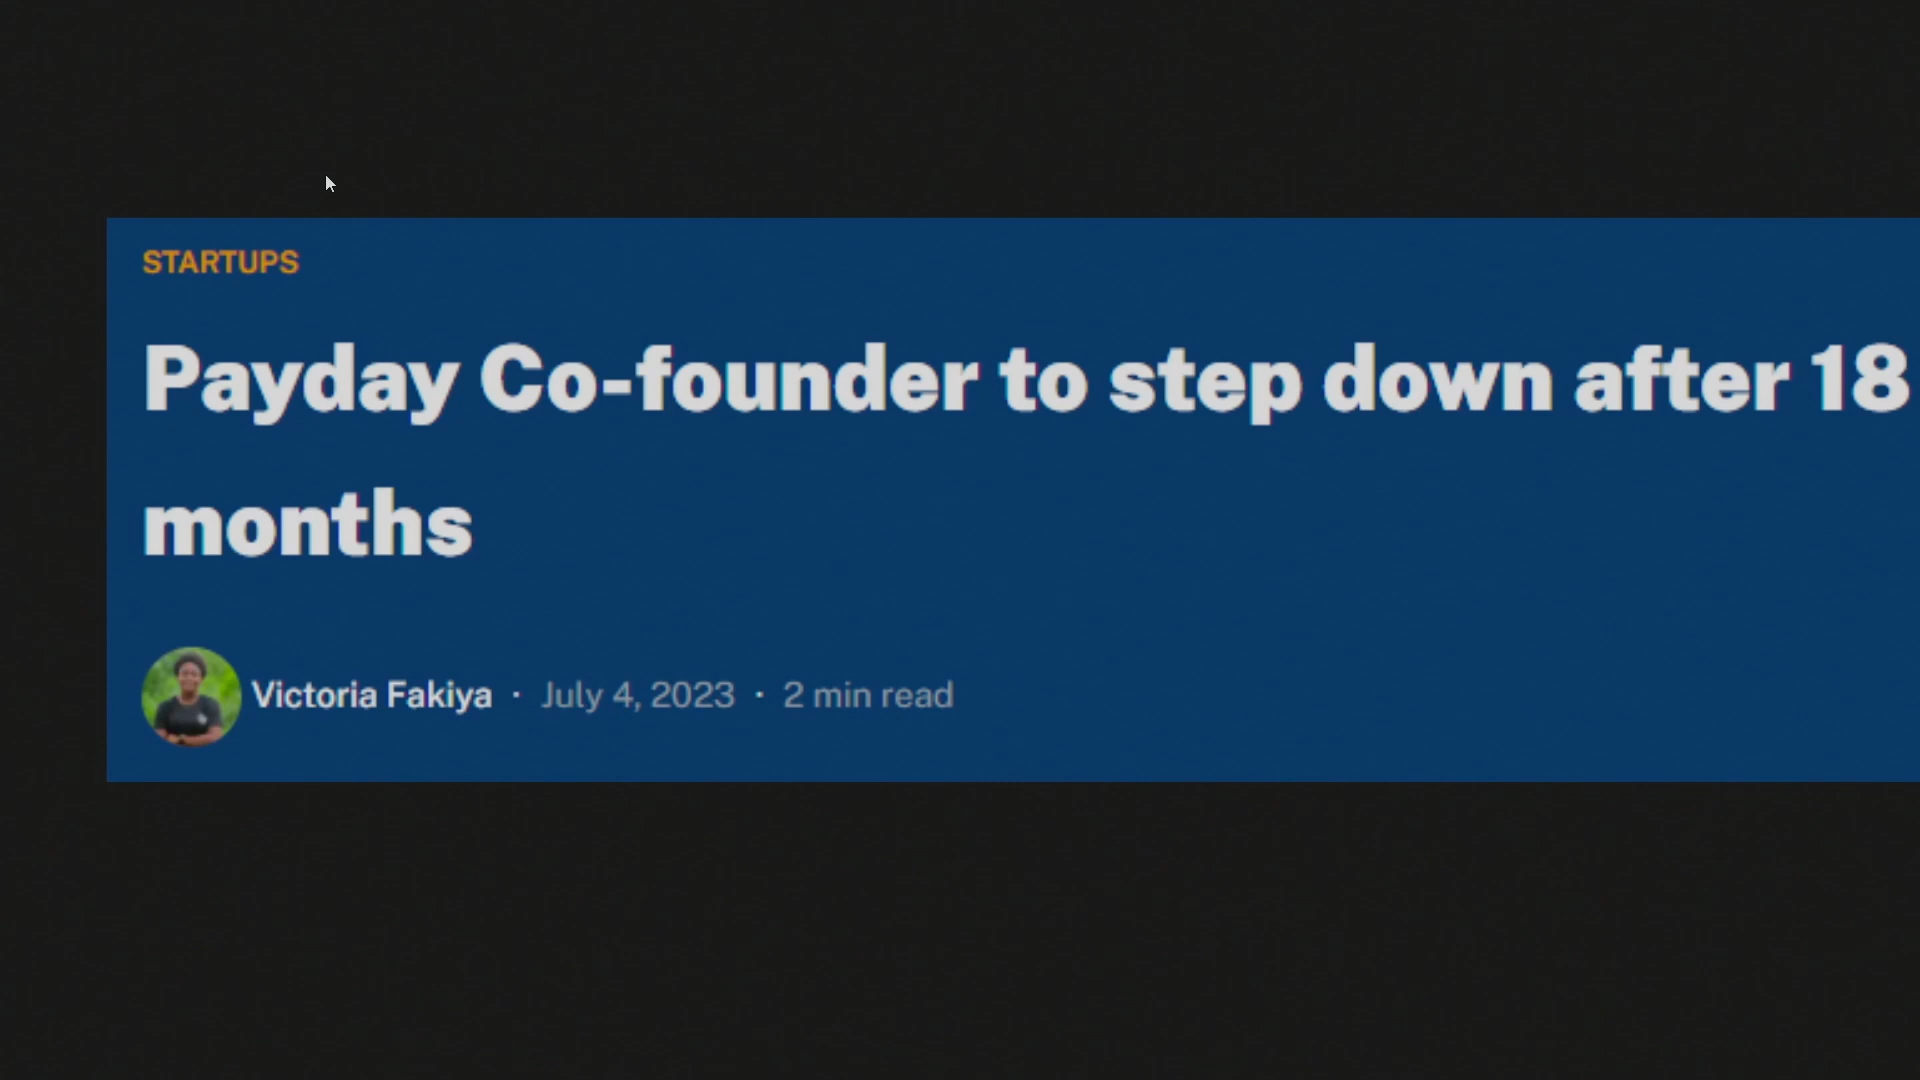 STARTUPS
Payday Co-founder to step down after 18
months
Victoria Fakiya · July 4, 2023 · 2 min read